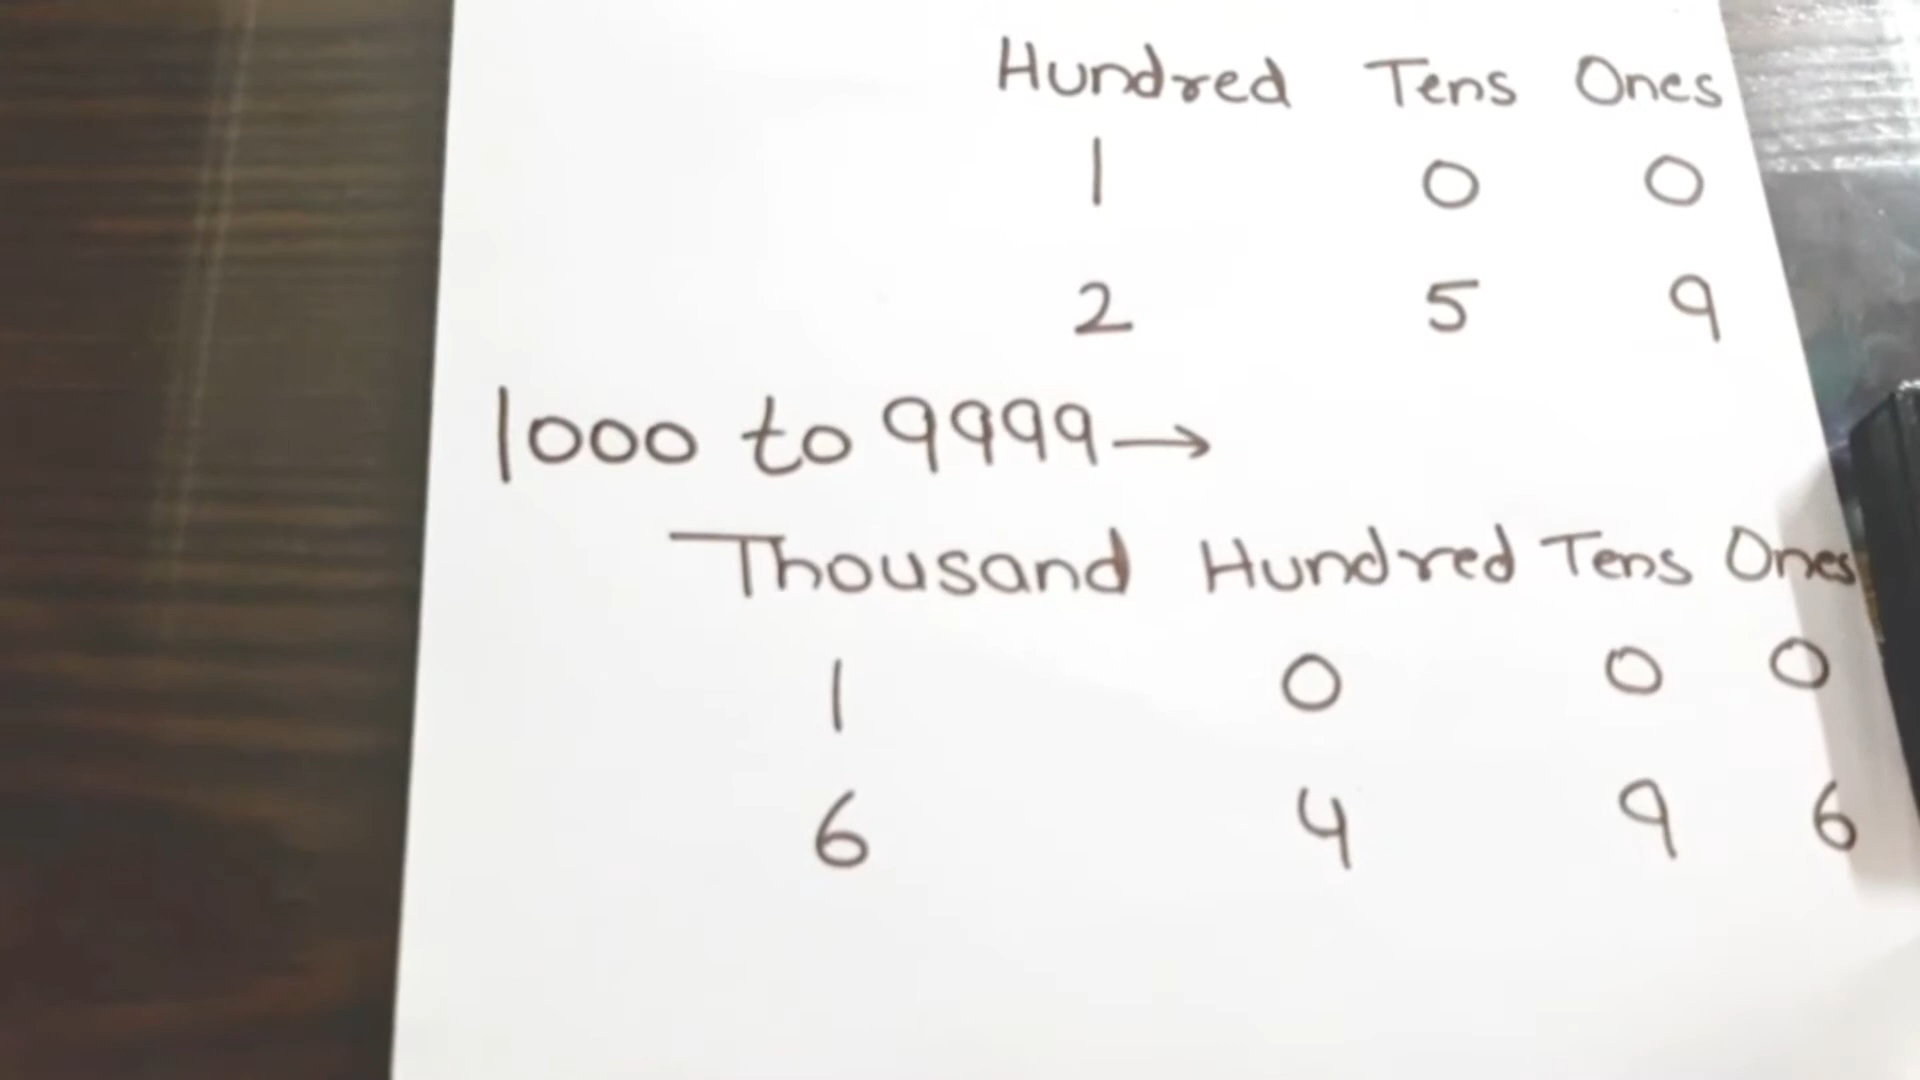 Hundred Tens Ones
1 0 0
2 5 9
1000 to 9999→
Thousand Hundred Tens Ones
1 0 0 0
6 4 9 6